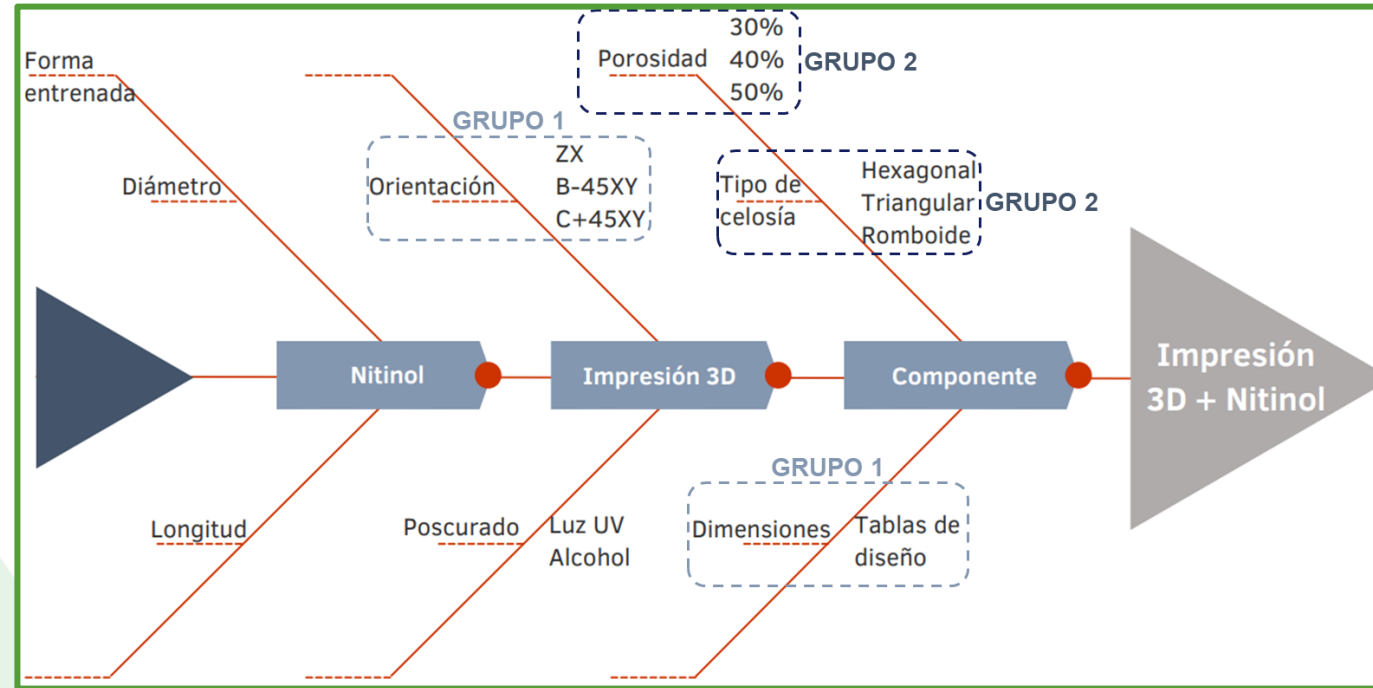 Forma
entrenada
Diámetro
GRUPO 1
Orientación
ZX
B-45XY
C+45XY
Porosidad
30%
40%
50%
GRUPO 2
Tipo de
celosía
Hexagonal
Triangular
Romboide
GRUPO 2
Nitinol
Impresión 3D
Componente
Impresión
3D + Nitinol
Longitud
Poscurado
Luz UV
Alcohol
GRUPO 1
Dimensiones
Tablas de
diseño